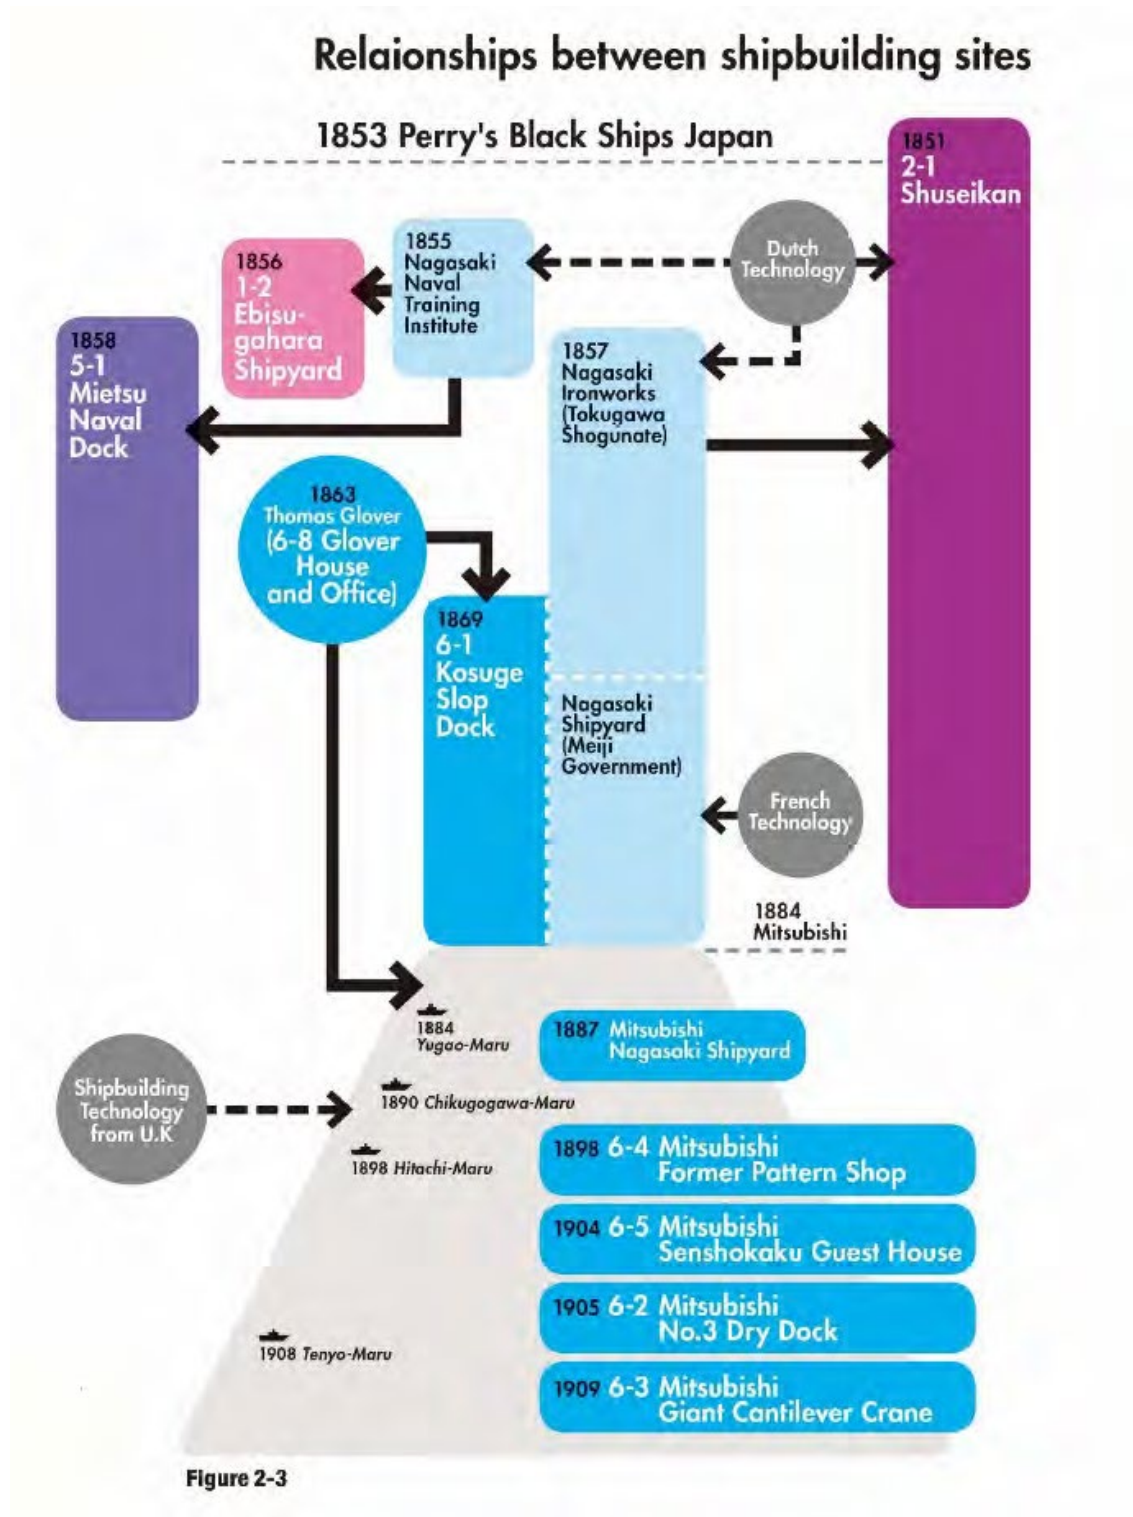 Relaionships between shipbuilding sites
1853 Perry's Black Ships Japan
1851
2-1
Shuseikan
Dutch
Technology
1855
Nagasaki
Naval
Training
Institute
1856
1-2
Ebisu-
gahara
Shipyard
1858
5-1
Mietsu
Naval
Dock
1857
Nagasaki
Ironworks
(Tokugawa
Shogunate)
1863
Thomas Glover
(6-8 Glover
House
and Office)
1869
6-1
Kosuge
Slop
Dock
Nagasaki
Shipyard
(Meiji
Government)
French
Technology
1884
Mitsubishi
1884
Yugao-Maru
1887 Mitsubishi
Nagasaki Shipyard
Shipbuilding
Technology
from U.K
1890 Chikugogawa-Maru
1898 Hitachi-Maru
1898 6-4 Mitsubishi
Former Pattern Shop
1904 6-5 Mitsubishi
Senshokaku Guest House
1905 6-2 Mitsubishi
No.3 Dry Dock
1908 Tenyo-Maru
1909 6-3 Mitsubishi
Giant Cantilever Crane
Figure 2-3